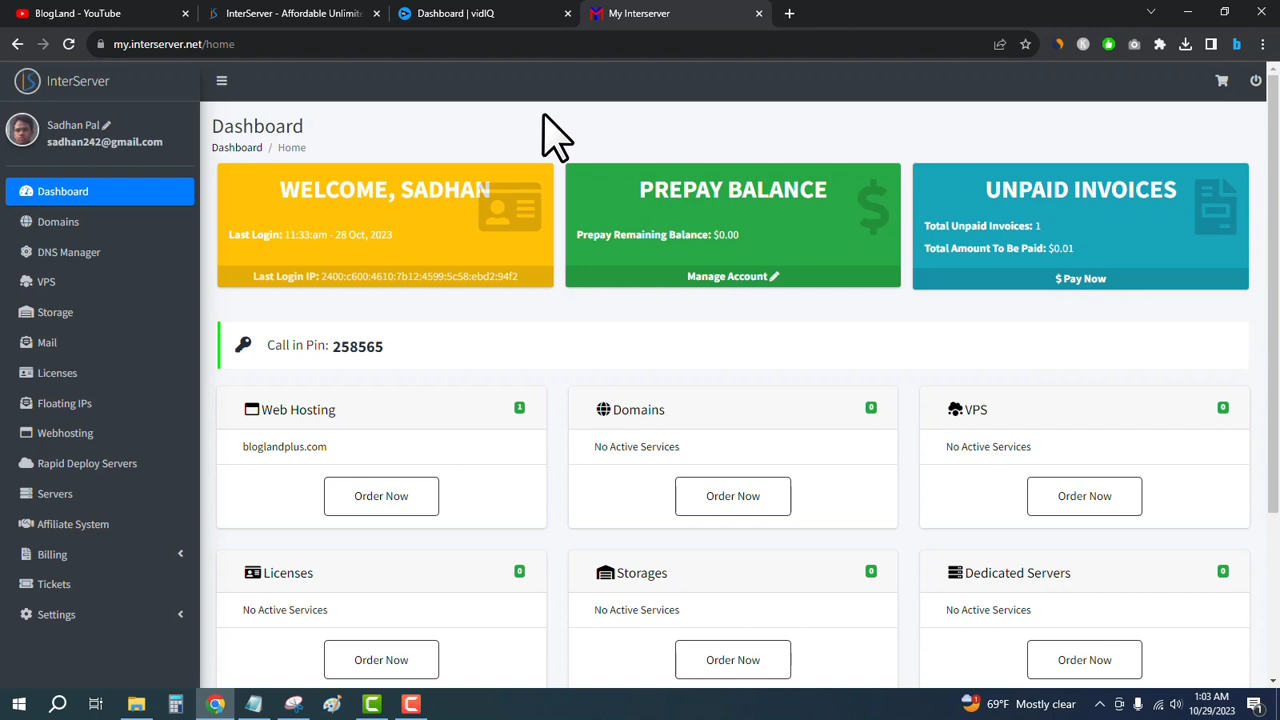 BlogLand - YouTube
InterServer - Affordable Unlimite
Dashboard | vidIQ
My Interserver
my.interserver.net/home
InterServer
Sadhan Pal
sadhan242@gmail.com
Dashboard
Domains
DNS Manager
VPS
Storage
Mail
Licenses
Floating IPs
Webhosting
Rapid Deploy Servers
Servers
Affiliate System
Billing
Tickets
Settings
Dashboard
Dashboard / Home
WELCOME, SADHAN
Last Login: 11:33:am - 28 Oct, 2023
Last Login IP: 2400:c600:4610:7b12:4599:5c58:ebd2:94f2
PREPAY BALANCE
Prepay Remaining Balance: $0.00
Manage Account
UNPAID INVOICES
Total Unpaid Invoices: 1
Total Amount To Be Paid: $0.01
$ Pay Now
Call in Pin: 258565
Web Hosting 1
bloglandplus.com
Order Now
Domains 0
No Active Services
Order Now
VPS 0
No Active Services
Order Now
Licenses 0
No Active Services
Order Now
Storages 0
No Active Services
Order Now
Dedicated Servers 0
No Active Services
Order Now
69°F Mostly clear
1:03 AM
10/29/2023